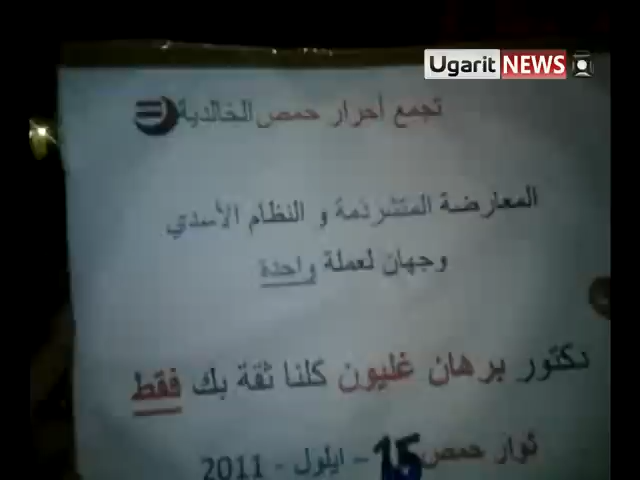 Ugarit NEWS
تجمع أحرار حمص الخالدية
المعارضة المتشرذمة و النظام الأسدي
وجهان لعملة واحدة
دكتور برهان غليون كلنا ثقة بك فقط
ثوار حمص 15 - ايلول - 2011